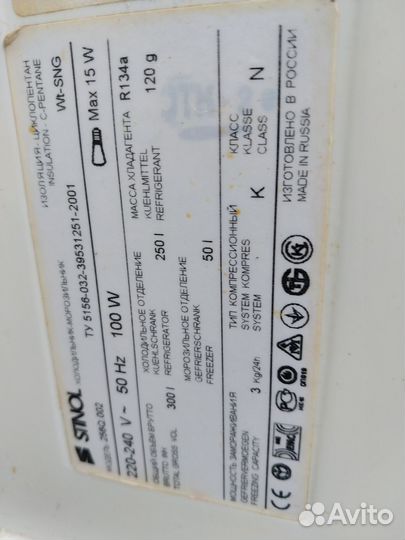 STINOL
ХОЛОДИЛЬНИК-МОРОЗИЛЬНИК
ТУ 5156-032-39531251-2001
ИЗОЛЯЦИЯ - ЦИКЛОПЕНТАН
INSULATION - C-PENTANE
МОДЕЛЬ 256Q.002
Wt-SNG
220-240 V ~ 50 Hz 100 W Max 15 W
ОБЩИЙ ОБЪЕМ БРУТТО
BRUTTO INH
TOTAL GROSS VOL
300 l
ХОЛОДИЛЬНОЕ ОТДЕЛЕНИЕ
KUEHLSCHRANK
REFRIGERATOR
250 l
МАССА ХЛАДАГЕНТА
KUEHLMITTEL
REFRIGERANT
R134a
120 g
МОРОЗИЛЬНОЕ ОТДЕЛЕНИЕ
GEFRIERSCHRANK
FREEZER
50 l
МОЩНОСТЬ ЗАМОРАЖИВАНИЯ
GEFRIERVERMOEGEN
FREEZING CAPACITY
3 Kg/24h
ТИП КОМПРЕССИОННЫЙ
SYSTEM KOMPRES
SYSTEM
K
КЛАСС
KLASSE
CLASS
N
ИЗГОТОВЛЕНО В РОССИИ
MADE IN RUSSIA
CE
Avito